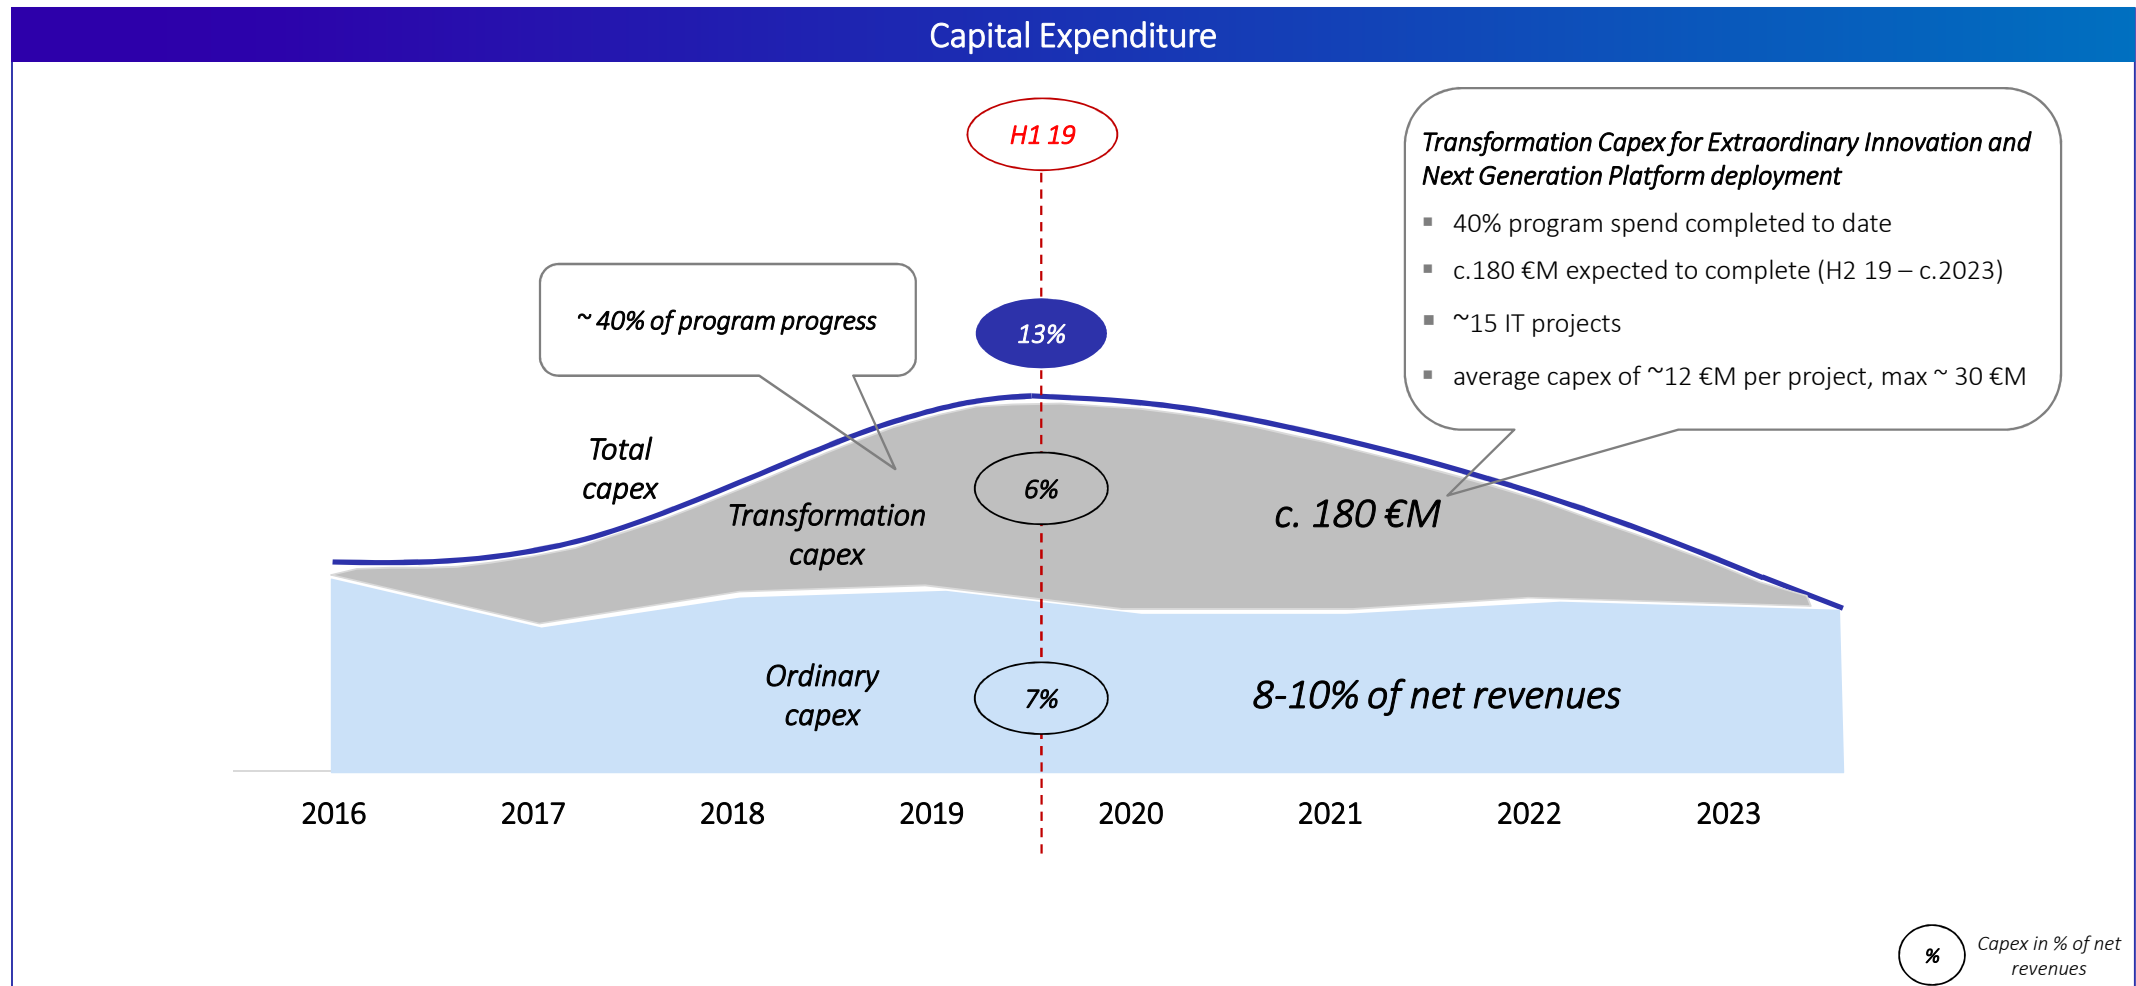 Capital Expenditure
H1 19
Transformation Capex for Extraordinary Innovation and
Next Generation Platform deployment
▪ 40% program spend completed to date
▪ c.180 €M expected to complete (H2 19 – c.2023)
▪ ~15 IT projects
▪ average capex of ~12 €M per project, max ~ 30 €M
~ 40% of program progress
13%
Total
capex
Transformation
capex
6%
c. 180 €M
Ordinary
capex
7%
8-10% of net revenues
2016 2017 2018 2019 2020 2021 2022 2023
%
Capex in % of net
revenues